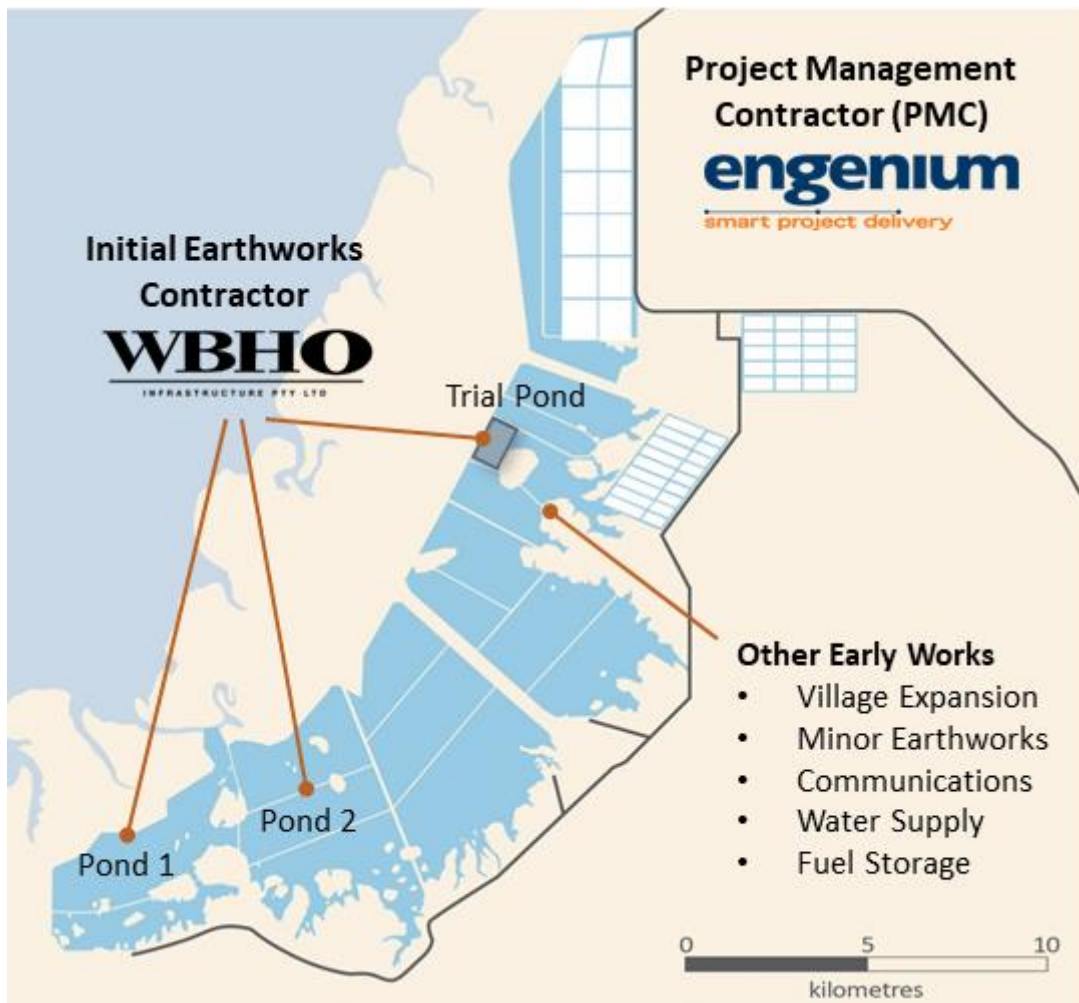 Project Management
Contractor (PMC)
engenium
smart project delivery
Initial Earthworks
Contractor
WBHO
INFRASTRUCTURE PTY LTD
Trial Pond
Other Early Works
• Village Expansion
• Minor Earthworks
• Communications
• Water Supply
• Fuel Storage
Pond 2
Pond 1
0 5 10
kilometres